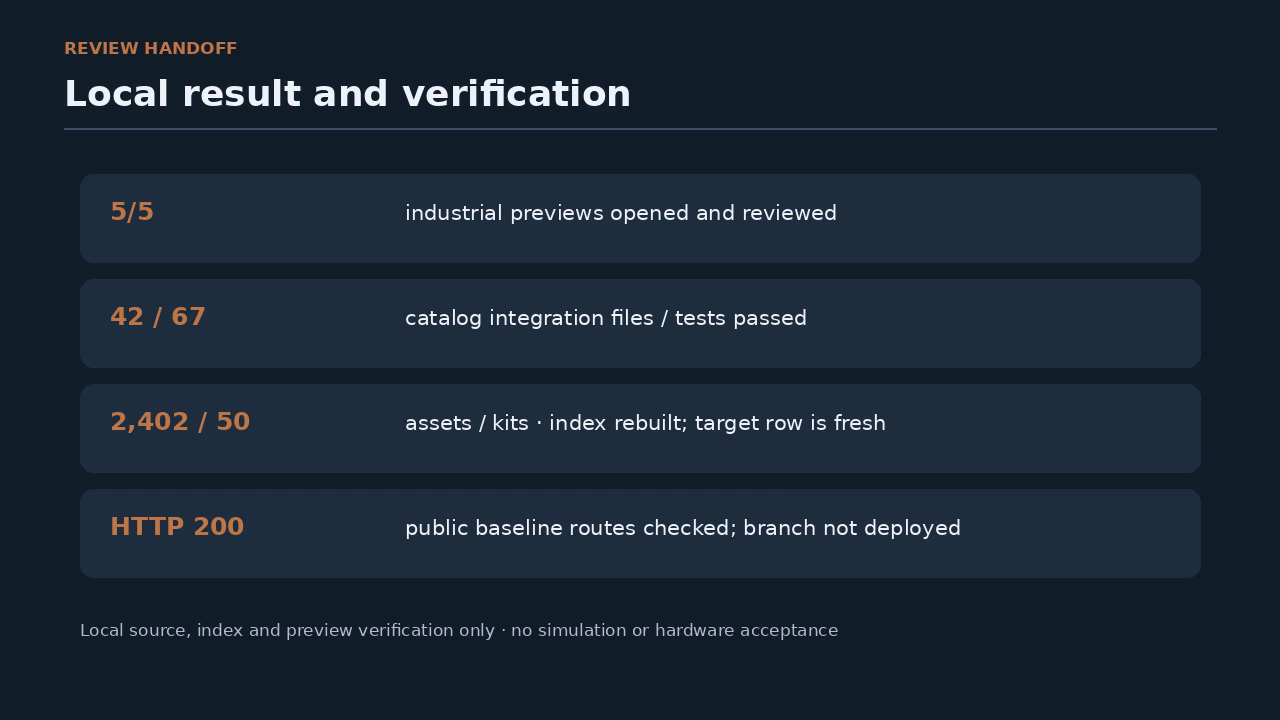 REVIEW HANDOFF
Local result and verification
5/5 industrial previews opened and reviewed
42 / 67 catalog integration files / tests passed
2,402 / 50 assets / kits · index rebuilt; target row is fresh
HTTP 200 public baseline routes checked; branch not deployed
Local source, index and preview verification only · no simulation or hardware acceptance